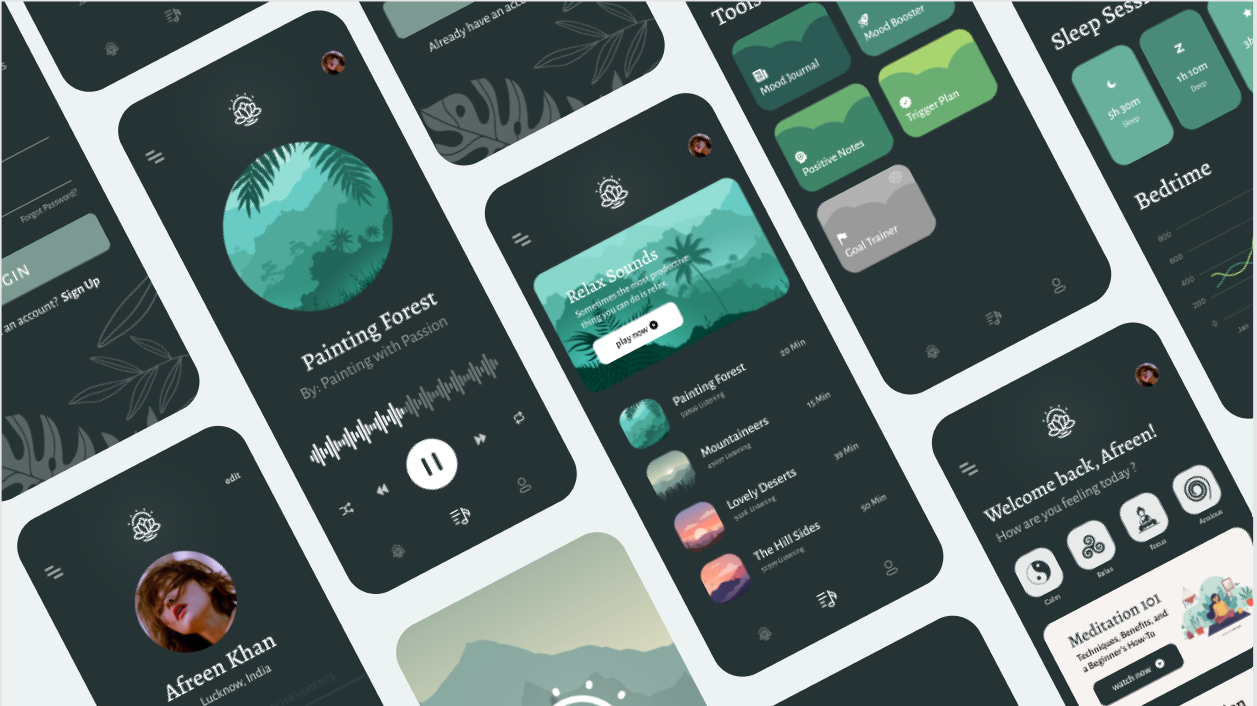 Forgot Password?
an account? Sign Up
edit
Afreen Khan
Lucknow, India
Painting Forest
By: Painting with Passion
Already have an
Relax Sounds
Sometimes the most productive
thing you can do is relax.
play now
Painting Forest
20 Min
Mountaineers
15 Min
Lovely Deserts
39 Min
The Hill Sides
50 Min
Tools
Mood Journal
Mood Booster
Positive Notes
Trigger Plan
Goal Trainer
Sleep
5h 30m
Sleep
1h 10m
Deep
Bedtime
800
600
400
200
0
Welcome back, Afreen!
How are you feeling today ?
Calm
Relax
Focus
Anxious
Meditation 101
Techniques, Benefits, and
a Beginner's How-To
watch now